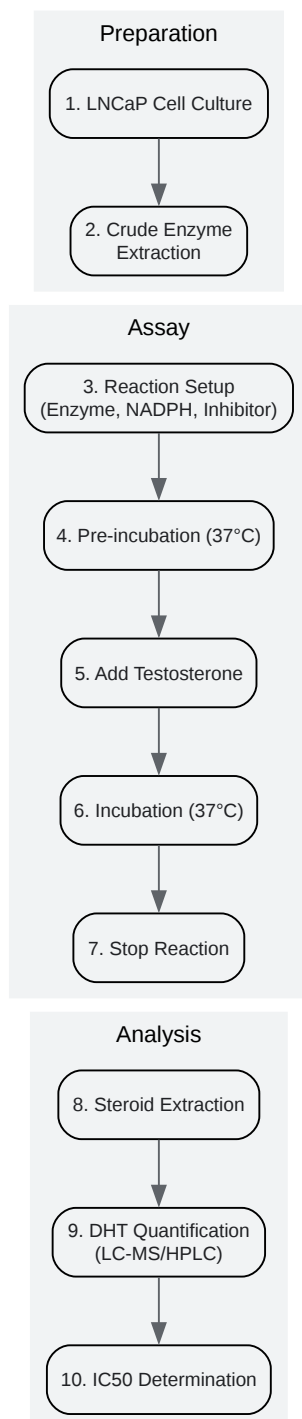 Preparation
1. LNCaP Cell Culture
2. Crude Enzyme
Extraction
Assay
3. Reaction Setup
(Enzyme, NADPH, Inhibitor)
4. Pre-incubation (37°C)
5. Add Testosterone
6. Incubation (37°C)
7. Stop Reaction
Analysis
8. Steroid Extraction
9. DHT Quantification
(LC-MS/HPLC)
10. IC50 Determination